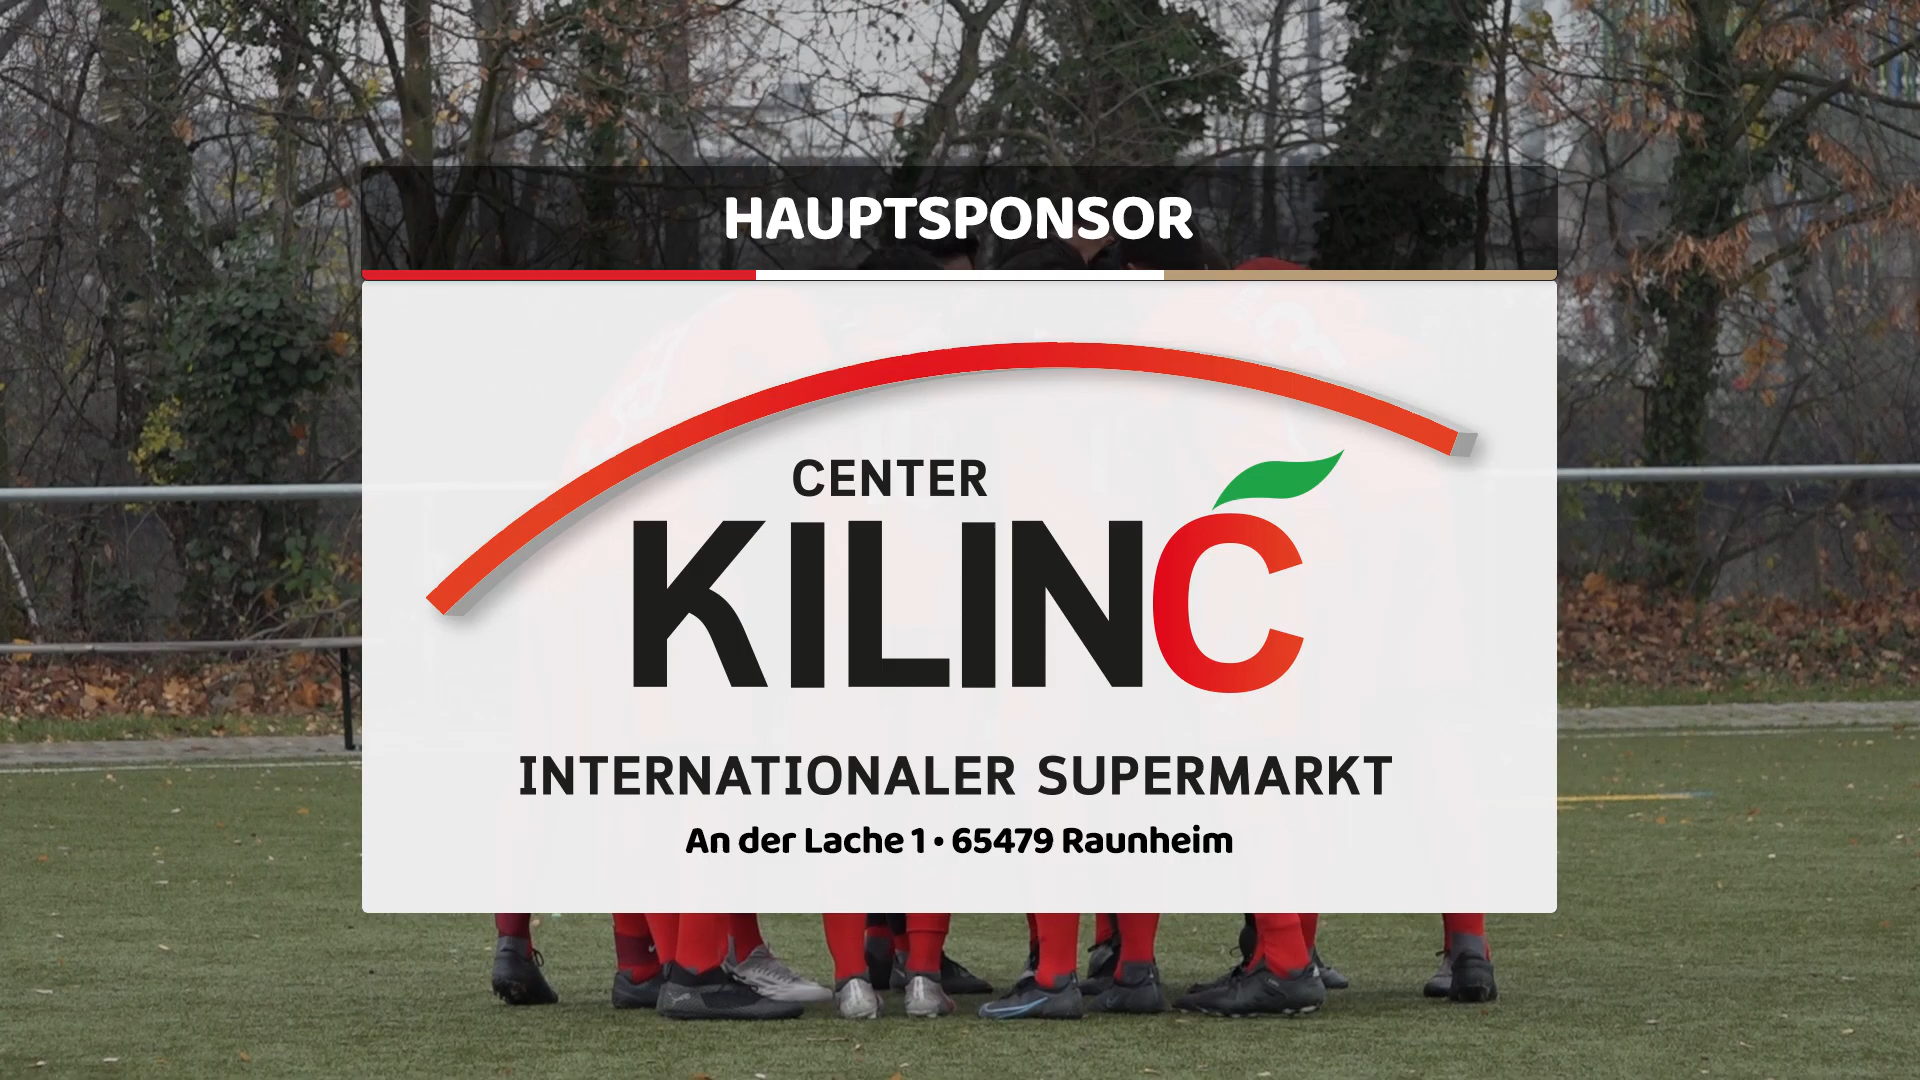 HAUPTSPONSOR
CENTER
KILINC
INTERNATIONALER SUPERMARKT
An der Lache 1 • 65479 Raunheim